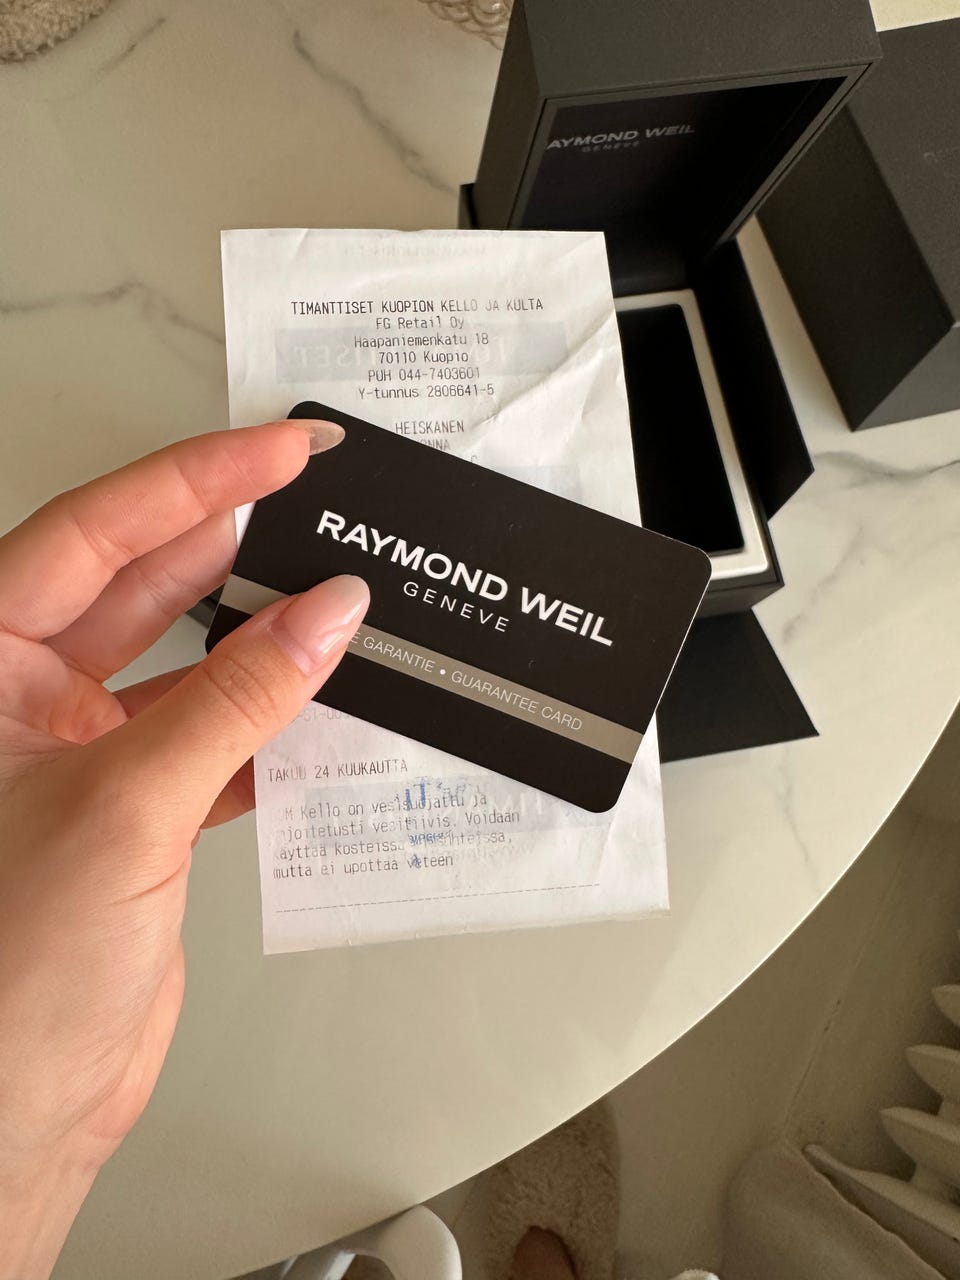 AYMOND WEIL
GENEVE
TIMANTTISET KUOPION KELLO JA KULTA
FG Retail Oy
Haapaniemenkatu 18
70110 Kuopio
PUH 044-7403601
Y-tunnus 2806641-5
HEISKANEN
RAYMOND WEIL
GENEVE
E GARANTIE • GUARANTEE CARD
TAKUU 24 KUUKAUTTA
Kello on vesisuojattu ja
vesitiivis. Voidaan
käyttää kosteissa
mutta ei upottaa veteen